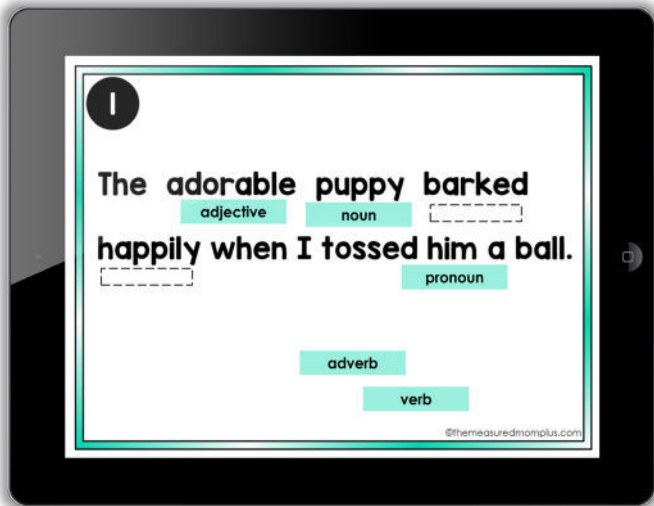 1
The adorable puppy barked
adjective noun
happily when I tossed him a ball.
pronoun
adverb
verb
©themeasuredmomplus.com